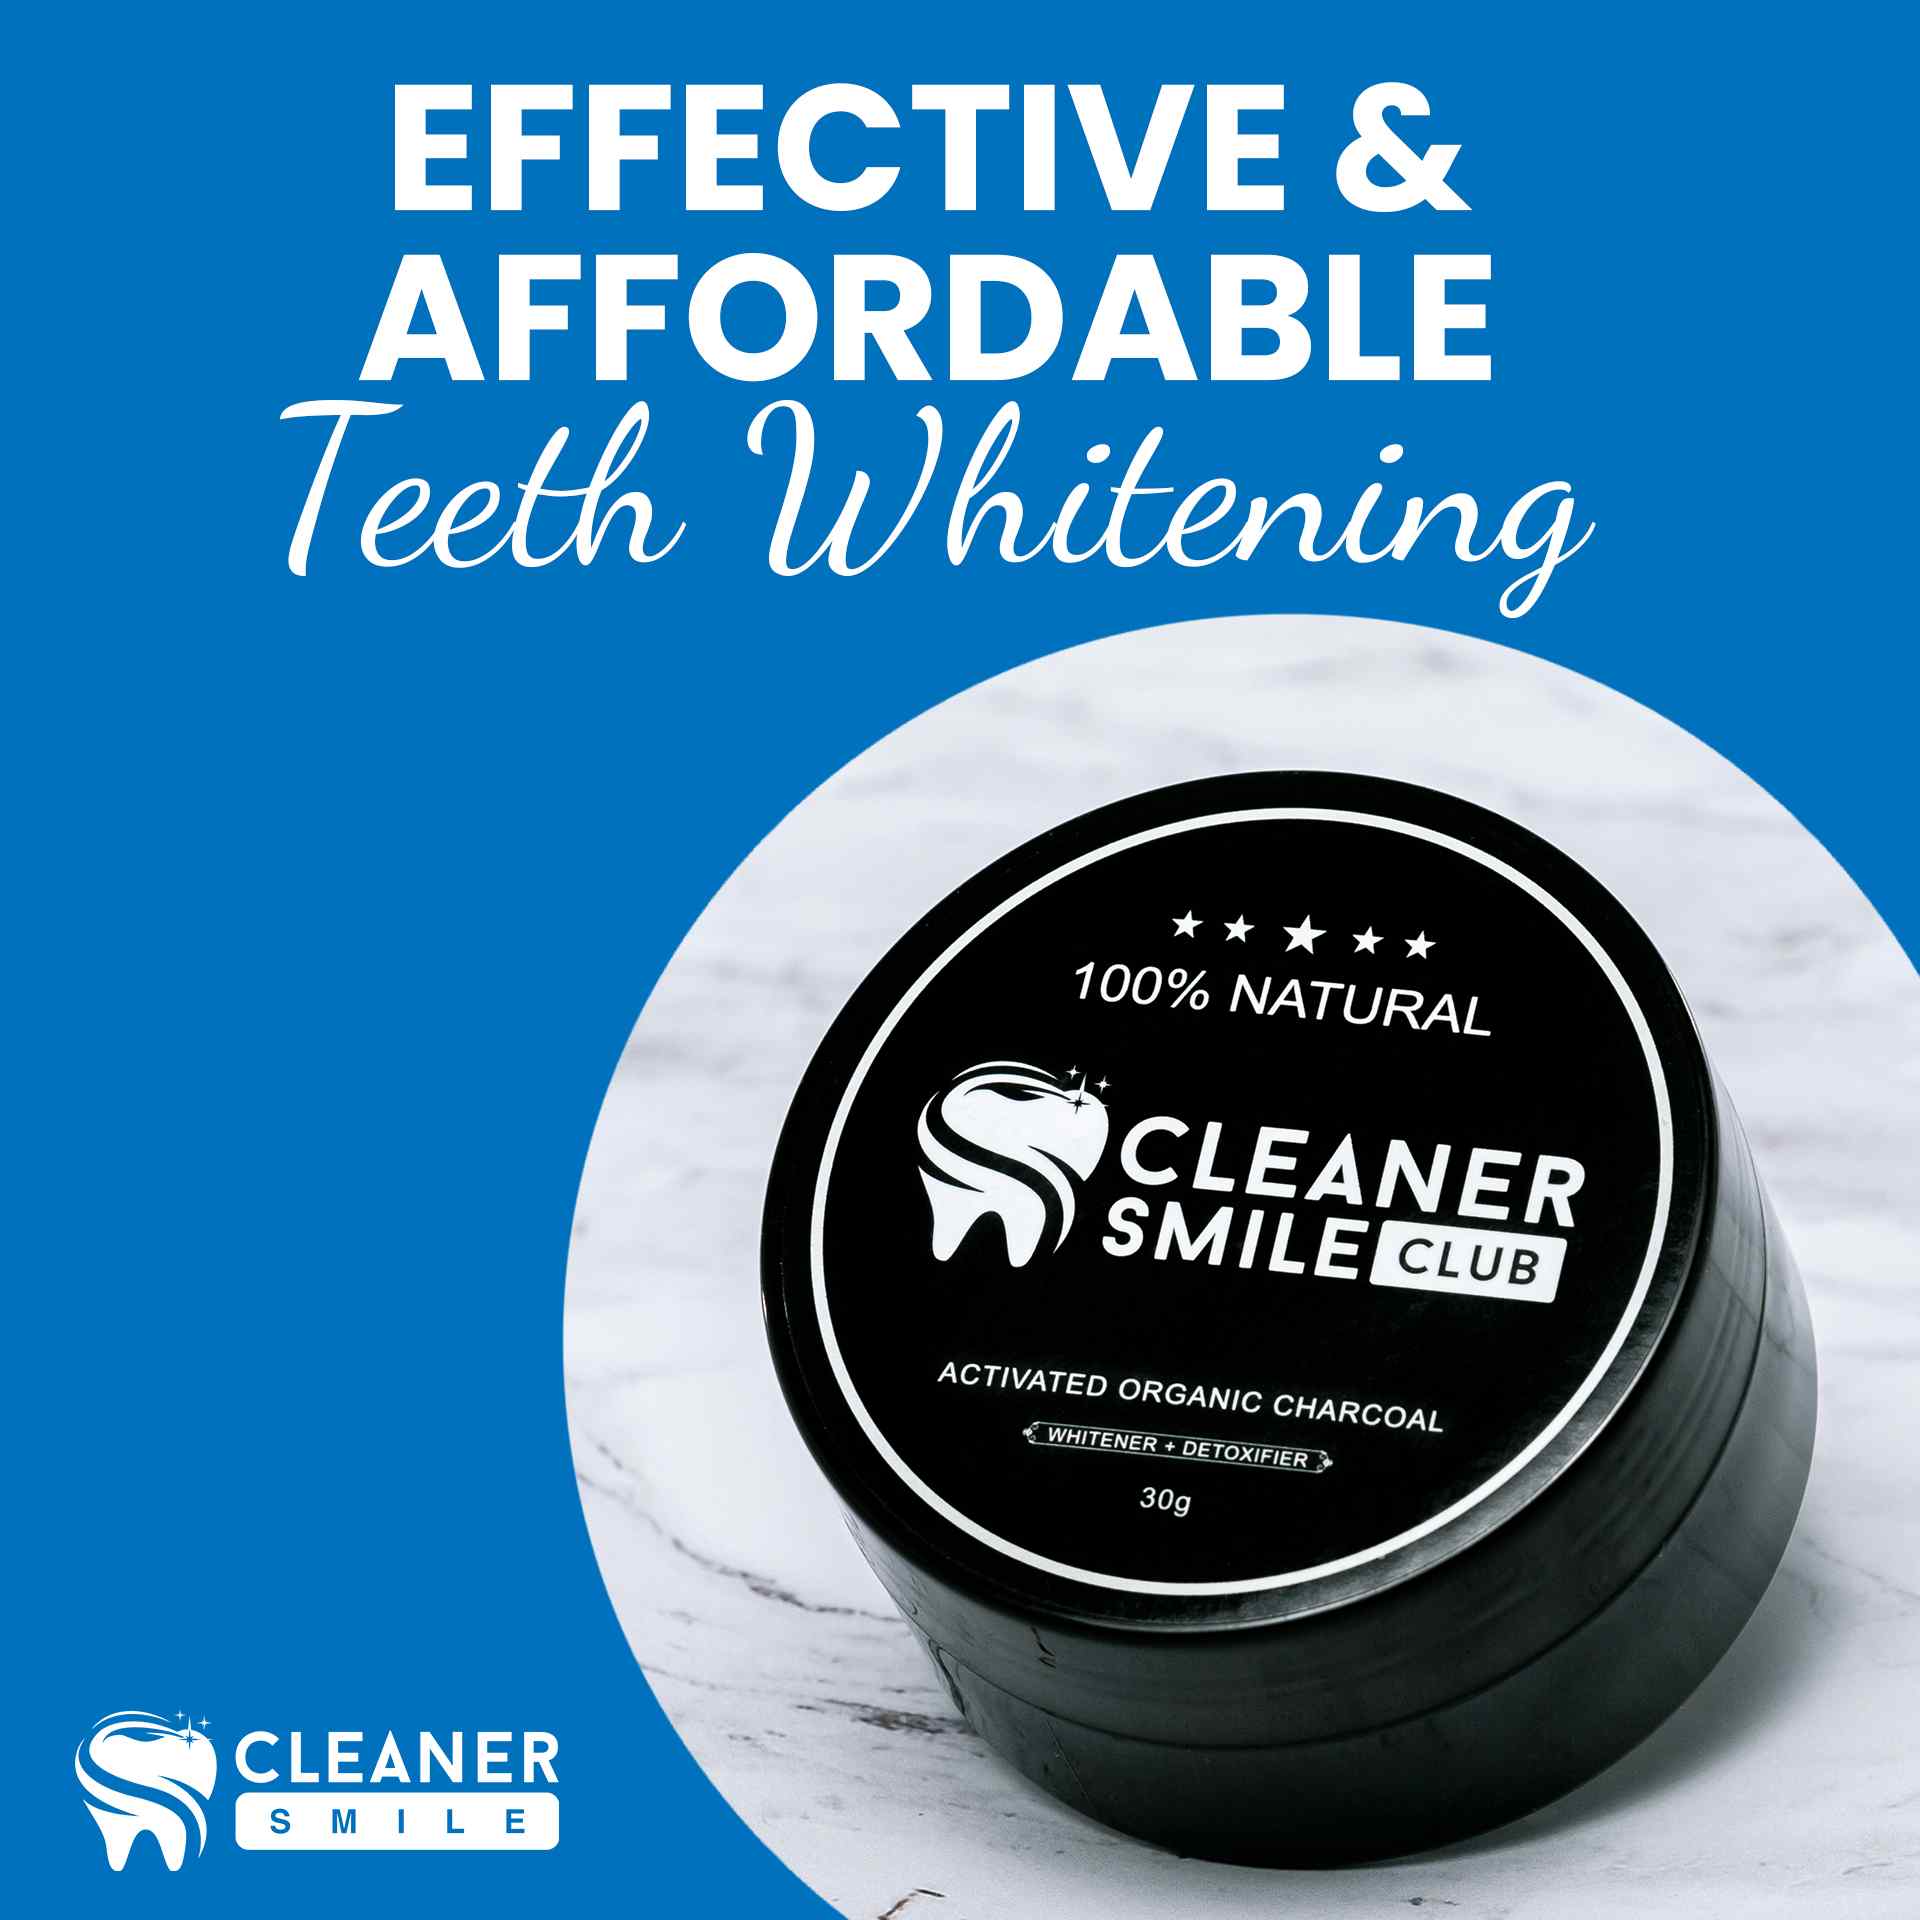 EFFECTIVE &
AFFORDABLE
Teeth Whitening
100% NATURAL
CLEANER
SMILE CLUB
ACTIVATED ORGANIC CHARCOAL
WHITENER + DETOXIFIER
30g
CLEANER
SMILE